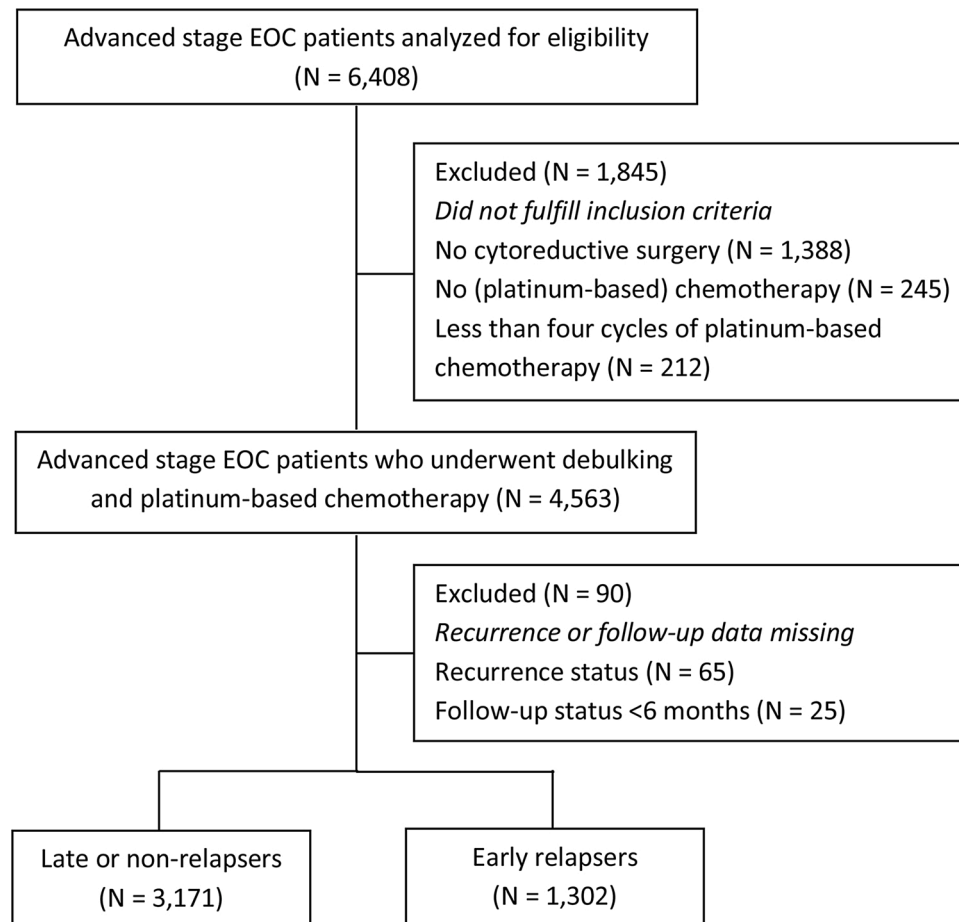 Advanced stage EOC patients analyzed for eligibility
(N = 6,408)
Excluded (N = 1,845)
Did not fulfill inclusion criteria
No cytoreductive surgery (N = 1,388)
No (platinum-based) chemotherapy (N = 245)
Less than four cycles of platinum-based
chemotherapy (N = 212)
Advanced stage EOC patients who underwent debulking
and platinum-based chemotherapy (N = 4,563)
Excluded (N = 90)
Recurrence or follow-up data missing
Recurrence status (N = 65)
Follow-up status <6 months (N = 25)
Late or non-relapsers
(N = 3,171)
Early relapsers
(N = 1,302)